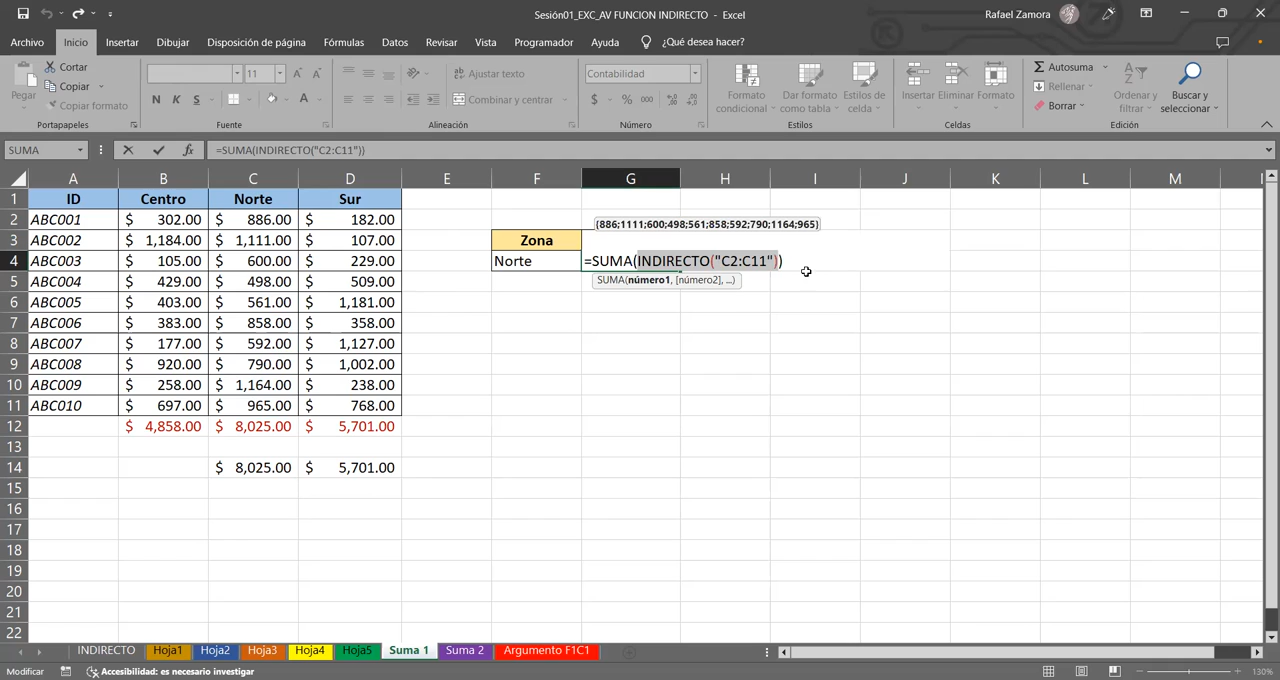 Sesión01_EXC_AV FUNCION INDIRECTO - Excel
Rafael Zamora
Archivo Inicio Insertar Dibujar Disposición de página Fórmulas Datos Revisar Vista Programador Ayuda ¿Qué desea hacer?
Pegar
Cortar
Copiar
Copiar formato
Portapapeles
11
N K S
A
Fuente
Ajustar texto
Combinar y centrar
Alineación
Contabilidad
$ % 000
Número
Formato condicional
Dar formato como tabla
Estilos de celda
Estilos
Insertar Eliminar Formato
Celdas
Autosuma
Rellenar
Borrar
Ordenar y filtrar
Buscar y seleccionar
Edición
SUMA
fx
=SUMA(INDIRECTO("C2:C11"))
A B C D E F G H I J K L M
1 ID Centro Norte Sur
2 ABC001 $ 302.00 $ 886.00 $ 182.00
{886;1111;600;498;561;858;592;790;1164;965}
3 ABC002 $ 1,184.00 $ 1,111.00 $ 107.00 Zona
4 ABC003 $ 105.00 $ 600.00 $ 229.00 Norte =SUMA(INDIRECTO("C2:C11"))
SUMA(número1, [número2], ...)
5 ABC004 $ 429.00 $ 498.00 $ 509.00
6 ABC005 $ 403.00 $ 561.00 $ 1,181.00
7 ABC006 $ 383.00 $ 858.00 $ 358.00
8 ABC007 $ 177.00 $ 592.00 $ 1,127.00
9 ABC008 $ 920.00 $ 790.00 $ 1,002.00
10 ABC009 $ 258.00 $ 1,164.00 $ 238.00
11 ABC010 $ 697.00 $ 965.00 $ 768.00
12 $ 4,858.00 $ 8,025.00 $ 5,701.00
13
14 $ 8,025.00 $ 5,701.00
15
16
17
18
19
20
21
22
INDIRECTO Hoja1 Hoja2 Hoja3 Hoja4 Hoja5 Suma 1 Suma 2 Argumento F1C1
Modificar Accesibilidad: es necesario investigar 130%